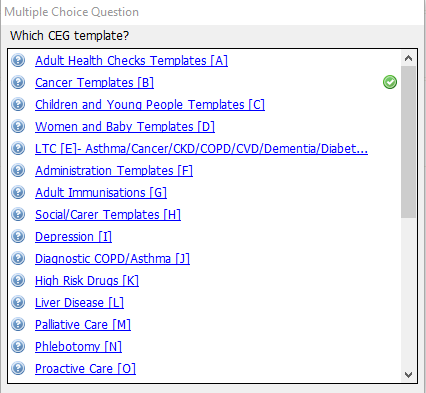 Multiple Choice Question
Which CEG template?
Adult Health Checks Templates [A]
Cancer Templates [B]
Children and Young People Templates [C]
Women and Baby Templates [D]
LTC [E]- Asthma/Cancer/CKD/COPD/CVD/Dementia/Diabet...
Administration Templates [F]
Adult Immunisations [G]
Social/Carer Templates [H]
Depression [I]
Diagnostic COPD/Asthma [J]
High Risk Drugs [K]
Liver Disease [L]
Palliative Care [M]
Phlebotomy [N]
Proactive Care [O]